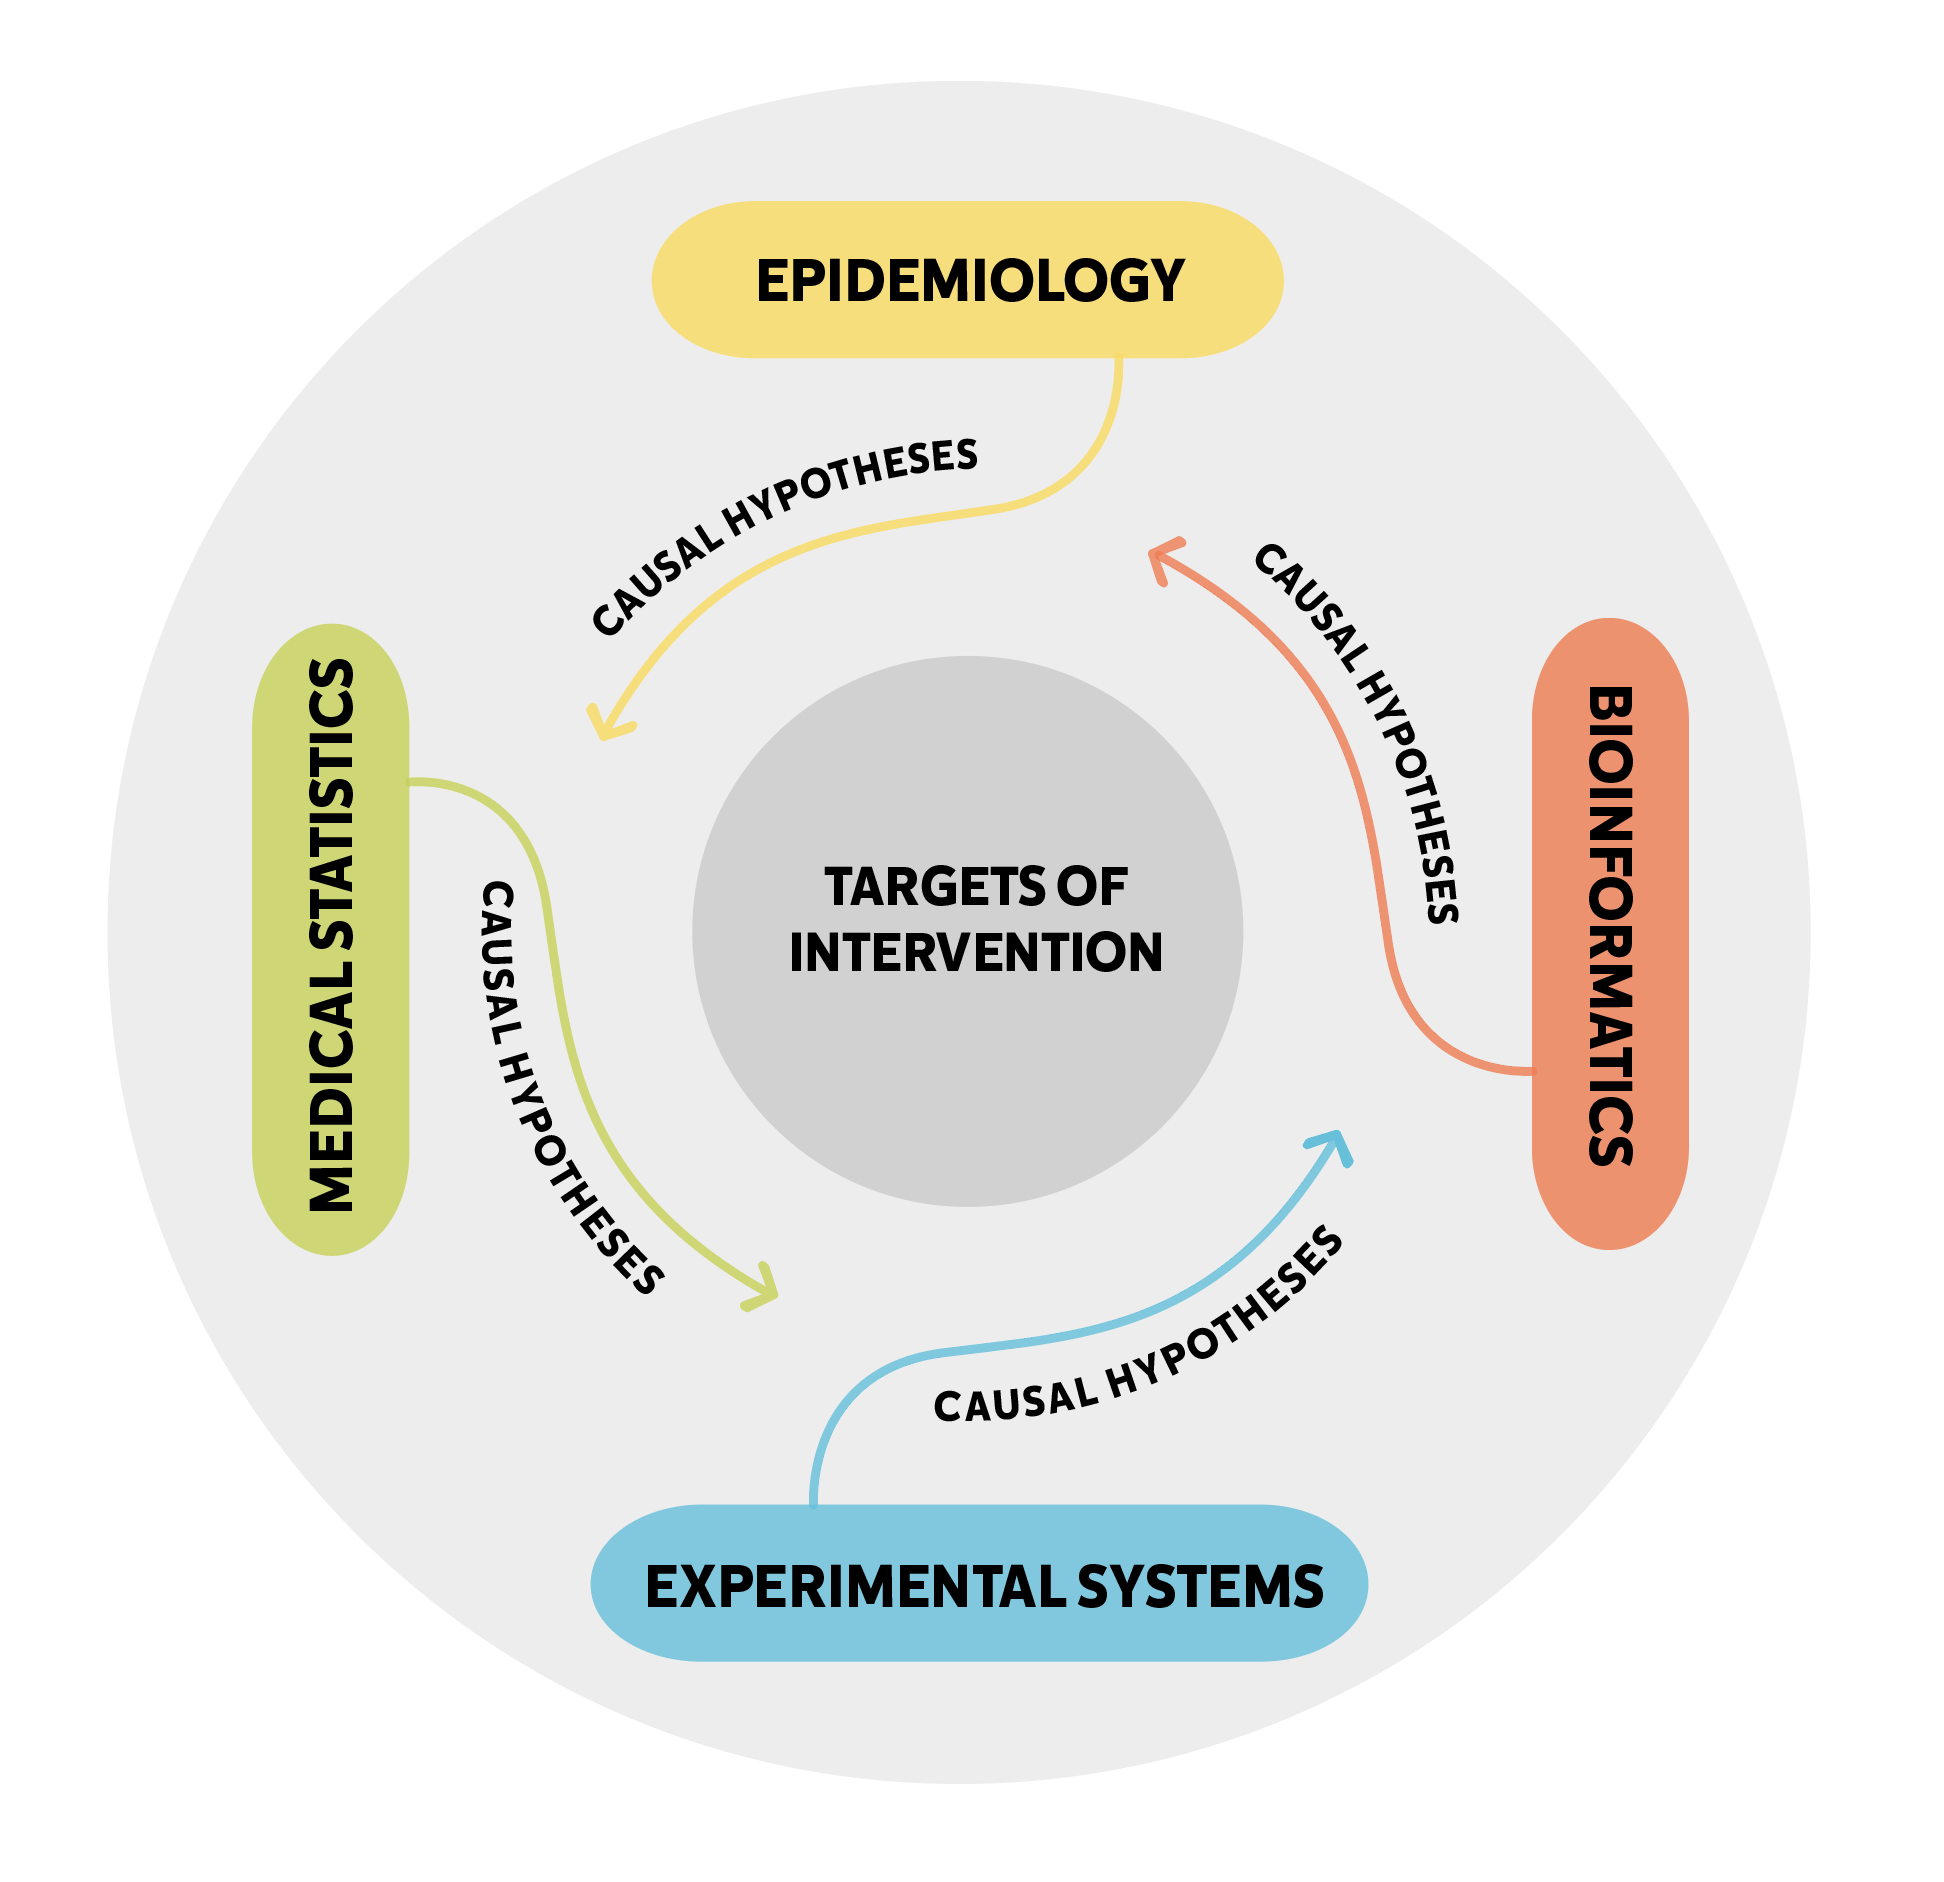 EPIDEMIOLOGY
CAUSAL HYPOTHESES
CAUSAL HYPOTHESES
MEDICAL STATISTICS
BIOINFORMATICS
TARGETS OF
INTERVENTION
CAUSAL HYPOTHESES
CAUSAL HYPOTHESES
EXPERIMENTAL SYSTEMS